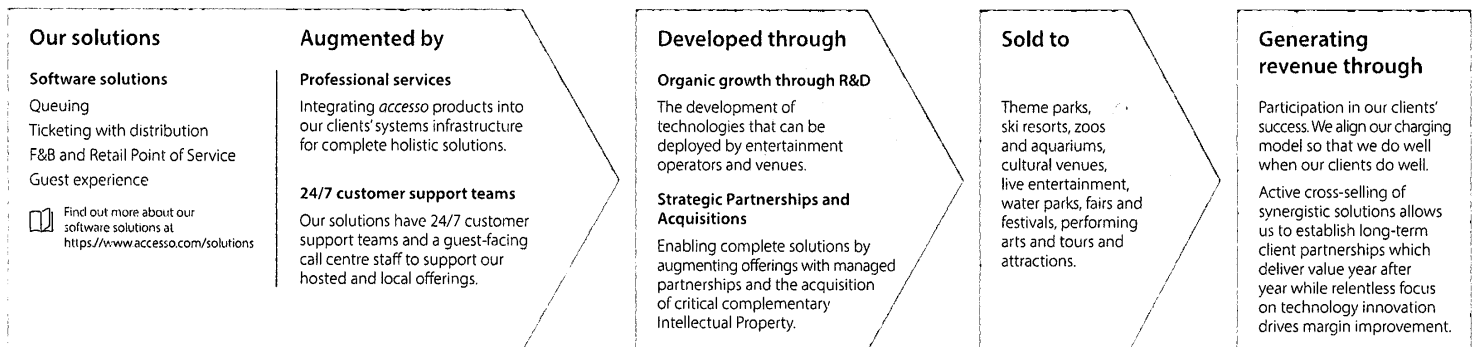 Our solutions
Software solutions
Queuing
Ticketing with distribution
F&B and Retail Point of Service
Guest experience
Find out more about our
software solutions at
https://www.accesso.com/solutions
Augmented by
Professional services
Integrating accesso products into
our clients' systems infrastructure
for complete holistic solutions.
24/7 customer support teams
Our solutions have 24/7 customer
support teams and a guest-facing
call centre staff to support our
hosted and local offerings.
Developed through
Organic growth through R&D
The development of
technologies that can be
deployed by entertainment
operators and venues.
Strategic Partnerships and
Acquisitions
Enabling complete solutions by
augmenting offerings with managed
partnerships and the acquisition
of critical complementary
Intellectual Property.
Sold to
Theme parks,
ski resorts, zoos
and aquariums,
cultural venues,
live entertainment,
water parks, fairs and
festivals, performing
arts and tours and
attractions.
Generating
revenue through
Participation in our clients'
success. We align our charging
model so that we do well
when our clients do well.
Active cross-selling of
synergistic solutions allows
us to establish long-term
client partnerships which
deliver value year after
year while relentless focus
on technology innovation
drives margin improvement.